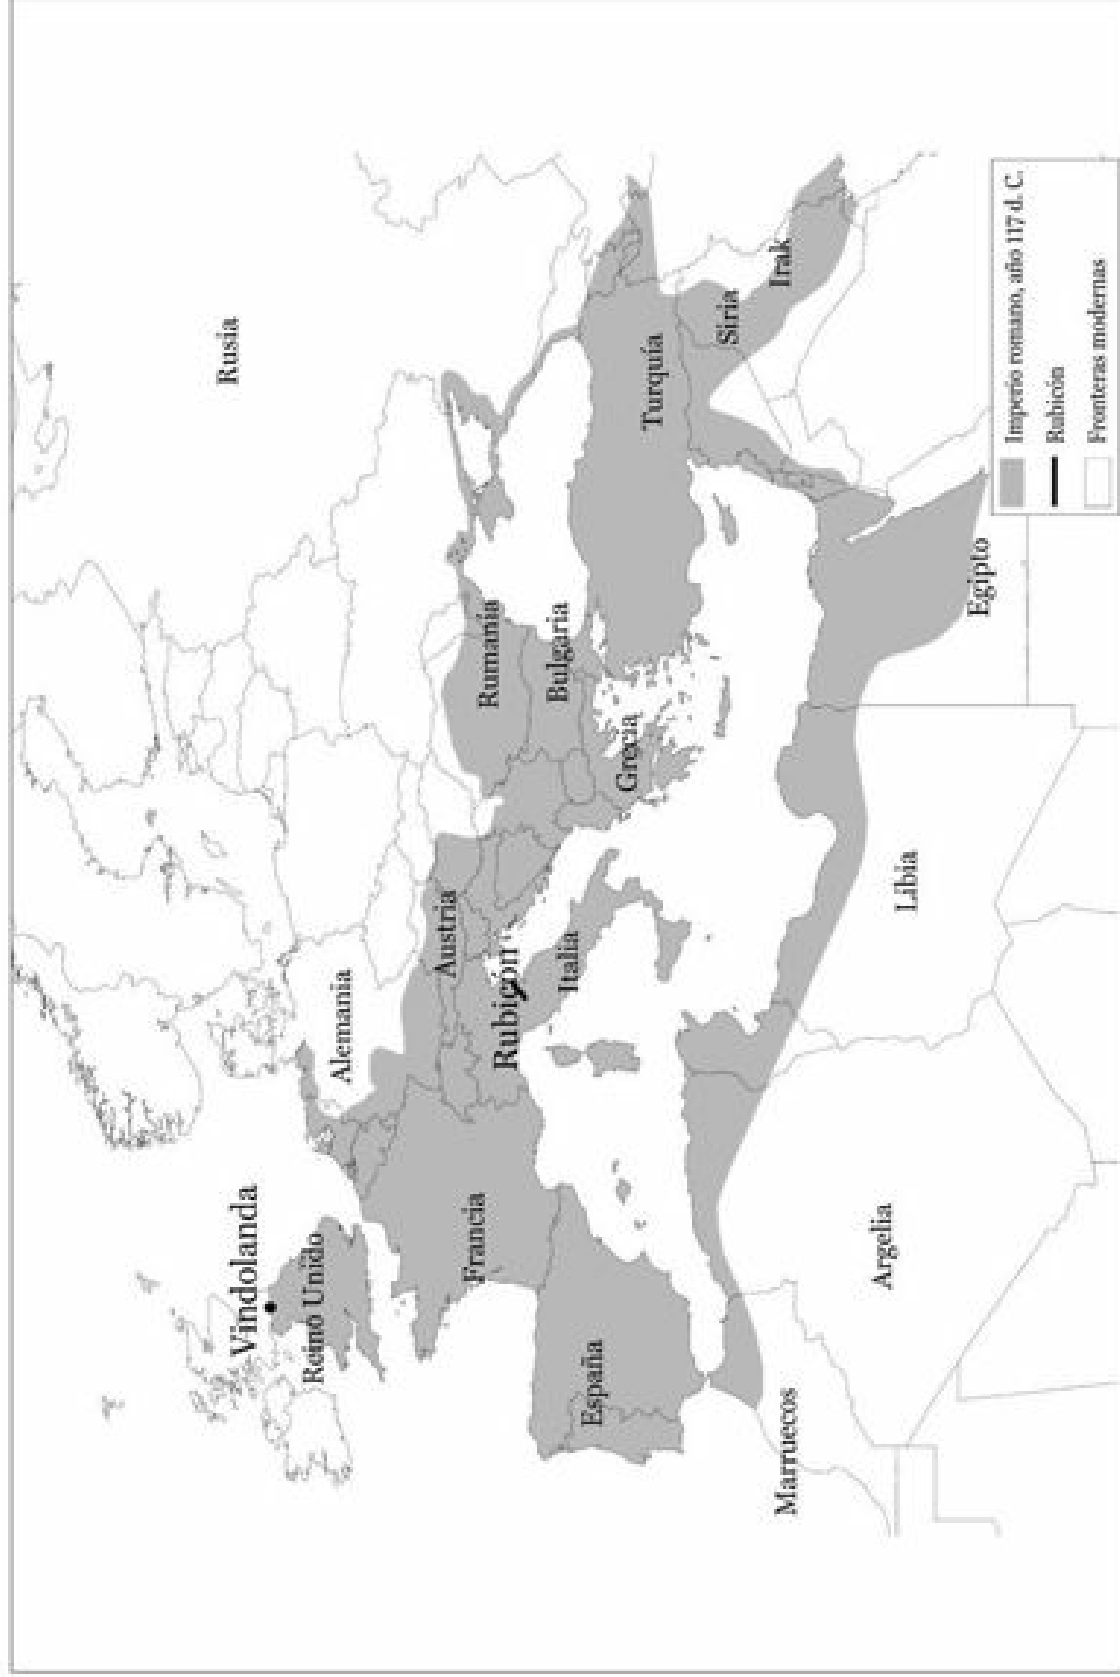 Rusia
Vindolanda
Reino Unido
Alemania
Francia
Austria
Rumanía
Rubicón
Bulgaria
Italia
España
Grecia
Turquía
Siria
Irak
Marruecos
Argelia
Libia
Egipto
Imperio romano, año 117 d. C.
Rubicón
Fronteras modernas